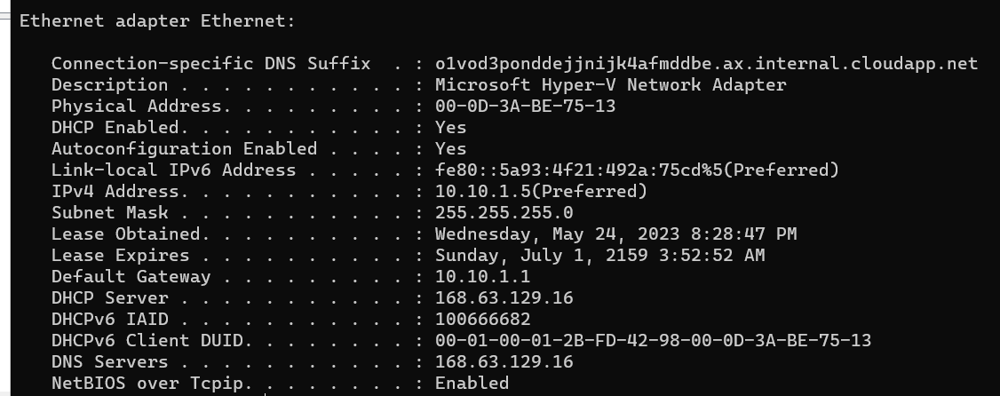 Ethernet adapter Ethernet:
Connection-specific DNS Suffix  . : o1vod3ponddejjnijk4afmddbe.ax.internal.cloudapp.net
Description . . . . . . . . . . . : Microsoft Hyper-V Network Adapter
Physical Address. . . . . . . . . : 00-0D-3A-BE-75-13
DHCP Enabled. . . . . . . . . . . : Yes
Autoconfiguration Enabled . . . . : Yes
Link-local IPv6 Address . . . . . : fe80::5a93:4f21:492a:75cd%5(Preferred)
IPv4 Address. . . . . . . . . . . : 10.10.1.5(Preferred)
Subnet Mask . . . . . . . . . . . : 255.255.255.0
Lease Obtained. . . . . . . . . . : Wednesday, May 24, 2023 8:28:47 PM
Lease Expires . . . . . . . . . . : Sunday, July 1, 2159 3:52:52 AM
Default Gateway . . . . . . . . . : 10.10.1.1
DHCP Server . . . . . . . . . . . : 168.63.129.16
DHCPv6 IAID . . . . . . . . . . . : 100666682
DHCPv6 Client DUID. . . . . . . . : 00-01-00-01-2B-FD-42-98-00-0D-3A-BE-75-13
DNS Servers . . . . . . . . . . . : 168.63.129.16
NetBIOS over Tcpip. . . . . . . . : Enabled